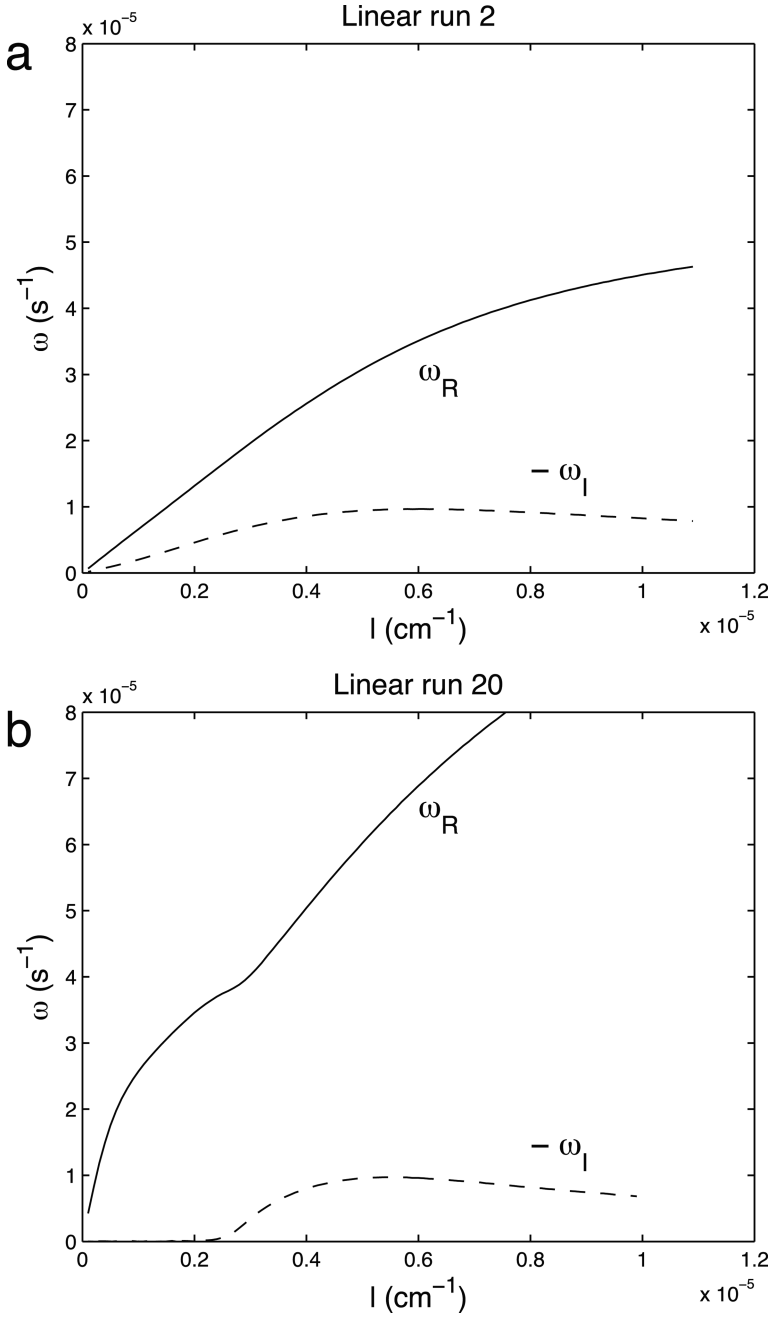 Linear run 2
a
x 10⁻⁵
8
7
6
5
4
3
2
1
0
ω (s⁻¹)
ω_R
− ω_I
0 0.2 0.4 0.6 0.8 1 1.2
x 10⁻⁵
l (cm⁻¹)
Linear run 20
b
x 10⁻⁵
8
7
6
5
4
3
2
1
0
ω (s⁻¹)
ω_R
− ω_I
0 0.2 0.4 0.6 0.8 1 1.2
x 10⁻⁵
l (cm⁻¹)